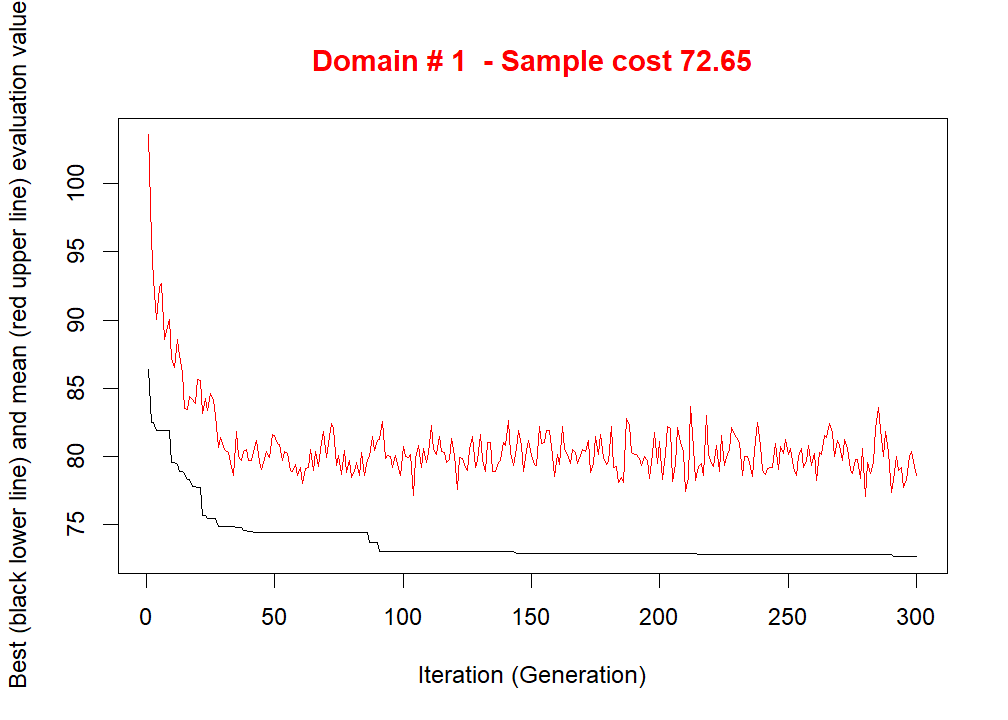 Domain # 1  - Sample cost 72.65
Best (black lower line) and mean (red upper line) evaluation value
100
95
90
85
80
75
0 50 100 150 200 250 300
Iteration (Generation)